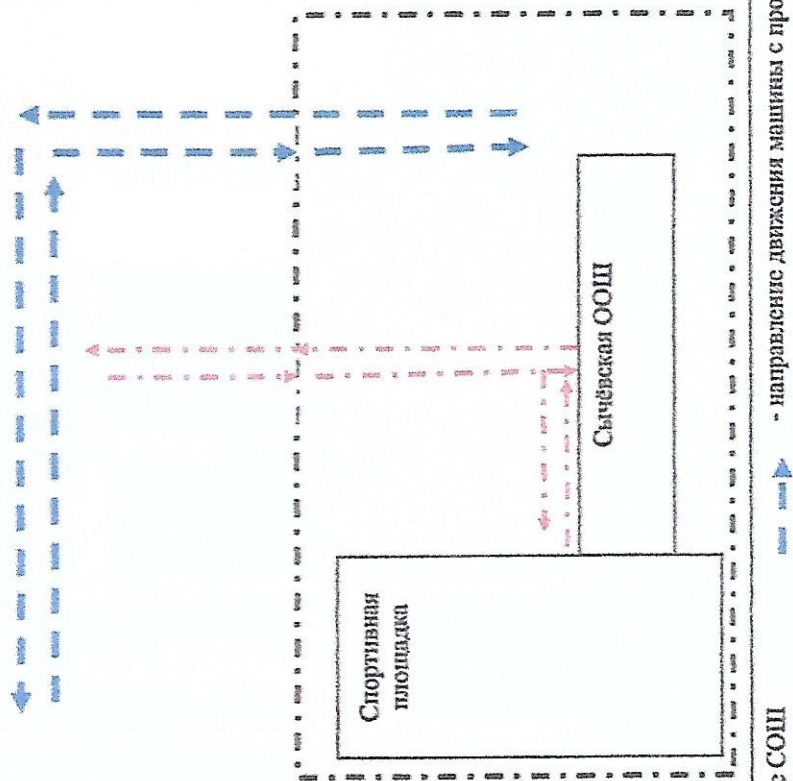 Спортивная
площадка
Сычёвская ООШ
с СОШ
- направление движения машины с про